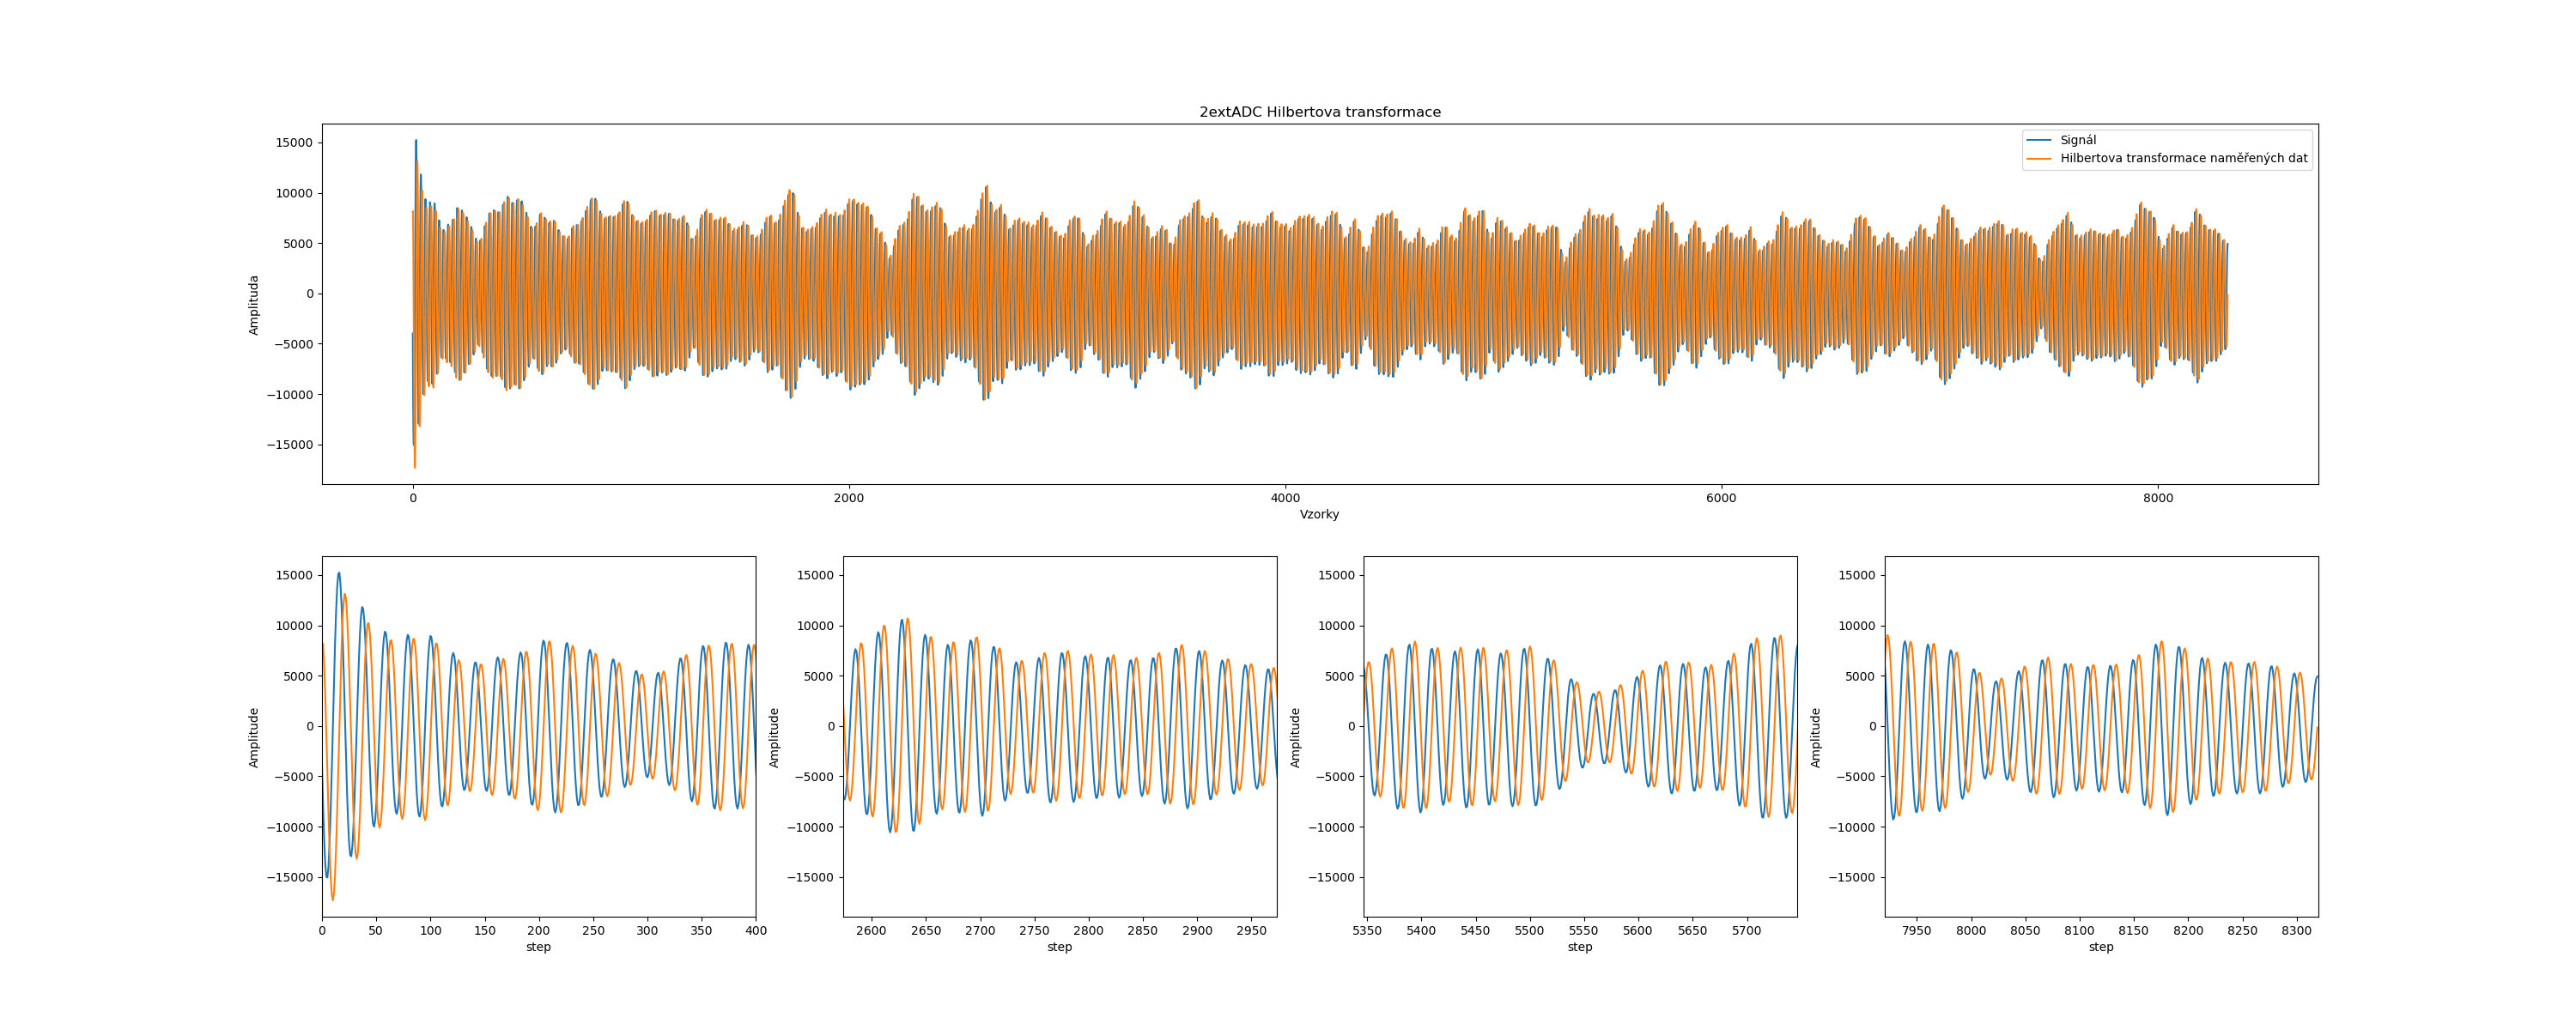 2extADC Hilbertova transformace
Signál
Hilbertova transformace naměřených dat
15000
10000
5000
0
−5000
−10000
−15000
Amplituda
0 2000 4000 6000 8000
Vzorky
15000
10000
5000
0
−5000
−10000
−15000
Amplitude
0 50 100 150 200 250 300 350 400
step
15000
10000
5000
0
−5000
−10000
−15000
Amplitude
2600 2650 2700 2750 2800 2850 2900 2950
step
15000
10000
5000
0
−5000
−10000
−15000
Amplitude
5350 5400 5450 5500 5550 5600 5650 5700
step
15000
10000
5000
0
−5000
−10000
−15000
Amplitude
7950 8000 8050 8100 8150 8200 8250 8300
step